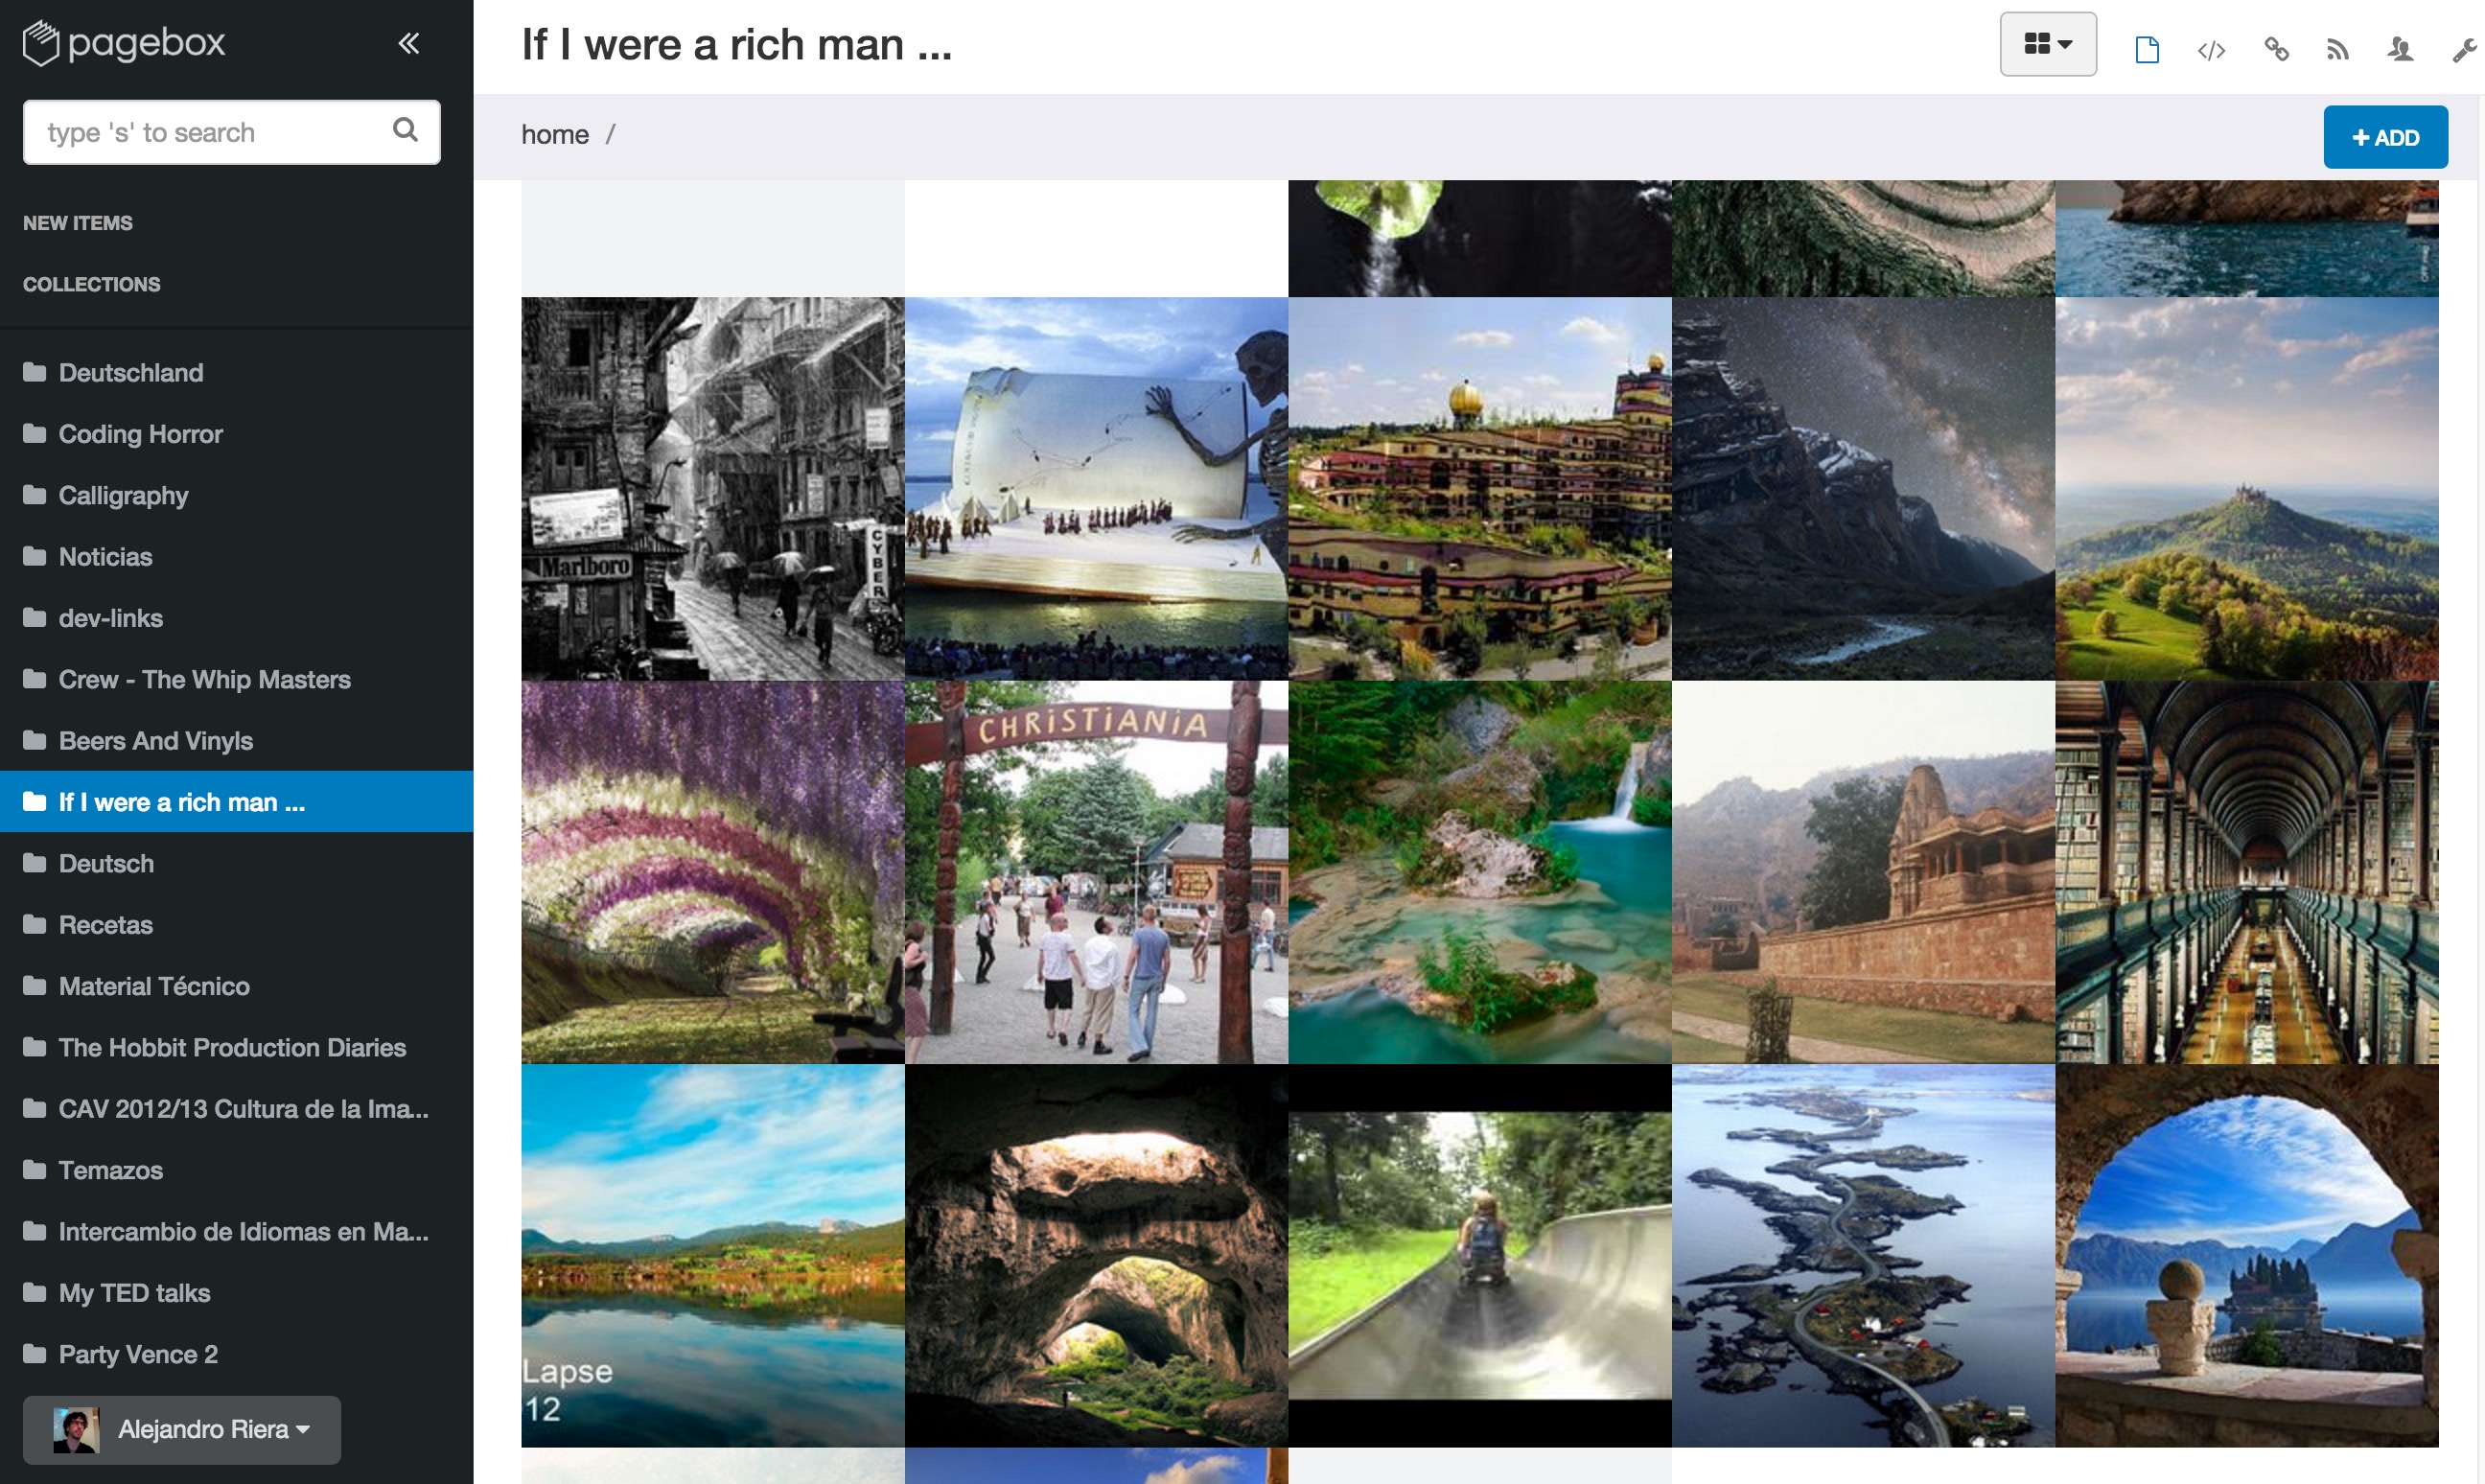 pagebox
type 's' to search
NEW ITEMS
COLLECTIONS
Deutschland
Coding Horror
Calligraphy
Noticias
dev-links
Crew - The Whip Masters
Beers And Vinyls
If I were a rich man ...
Deutsch
Recetas
Material Técnico
The Hobbit Production Diaries
CAV 2012/13 Cultura de la Ima...
Temazos
Intercambio de Idiomas en Ma...
My TED talks
Party Vence 2
Alejandro Riera
If I were a rich man ...
home /
+ ADD
Marlboro
CYBER
CHRiSTiANiA
Lapse
12